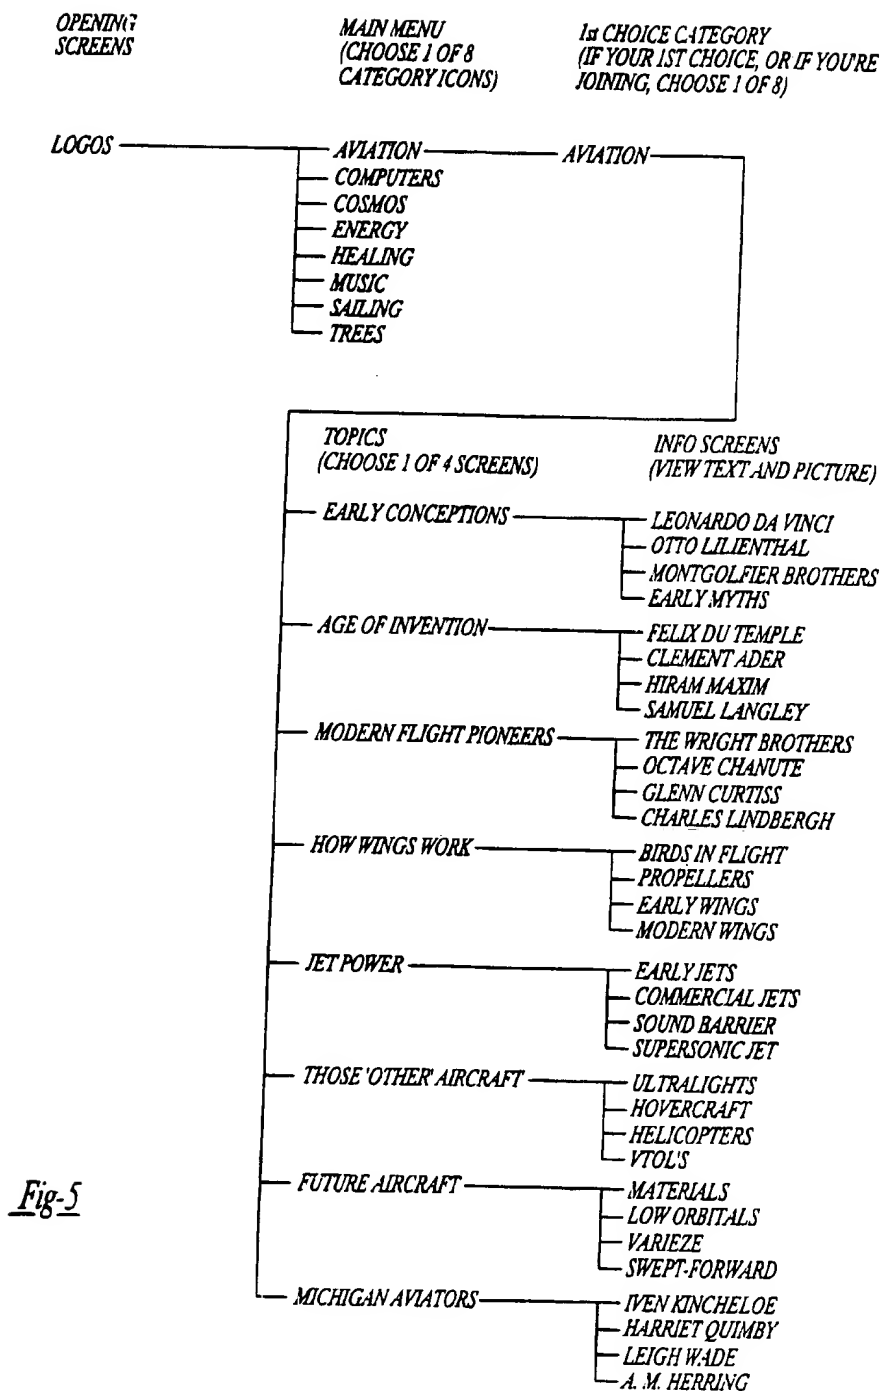 OPENING
SCREENS
MAIN MENU
(CHOOSE 1 OF 8
CATEGORY ICONS)
1st CHOICE CATEGORY
(IF YOUR 1ST CHOICE, OR IF YOU'RE
JOINING, CHOOSE 1 OF 8)
LOGOS
AVIATION
AVIATION
COMPUTERS
COSMOS
ENERGY
HEALING
MUSIC
SAILING
TREES
TOPICS
(CHOOSE 1 OF 4 SCREENS)
INFO SCREENS
(VIEW TEXT AND PICTURE)
EARLY CONCEPTIONS
LEONARDO DA VINCI
OTTO LILIENTHAL
MONTGOLFIER BROTHERS
EARLY MYTHS
AGE OF INVENTION
FELIX DU TEMPLE
CLEMENT ADER
HIRAM MAXIM
SAMUEL LANGLEY
MODERN FLIGHT PIONEERS
THE WRIGHT BROTHERS
OCTAVE CHANUTE
GLENN CURTISS
CHARLES LINDBERGH
HOW WINGS WORK
BIRDS IN FLIGHT
PROPELLERS
EARLY WINGS
MODERN WINGS
JET POWER
EARLY JETS
COMMERCIAL JETS
SOUND BARRIER
SUPERSONIC JET
THOSE 'OTHER' AIRCRAFT
ULTRALIGHTS
HOVERCRAFT
HELICOPTERS
VTOL'S
FUTURE AIRCRAFT
MATERIALS
LOW ORBITALS
VARIEZE
SWEPT-FORWARD
MICHIGAN AVIATORS
IVEN KINCHELOE
HARRIET QUIMBY
LEIGH WADE
A. M. HERRING
Fig-5